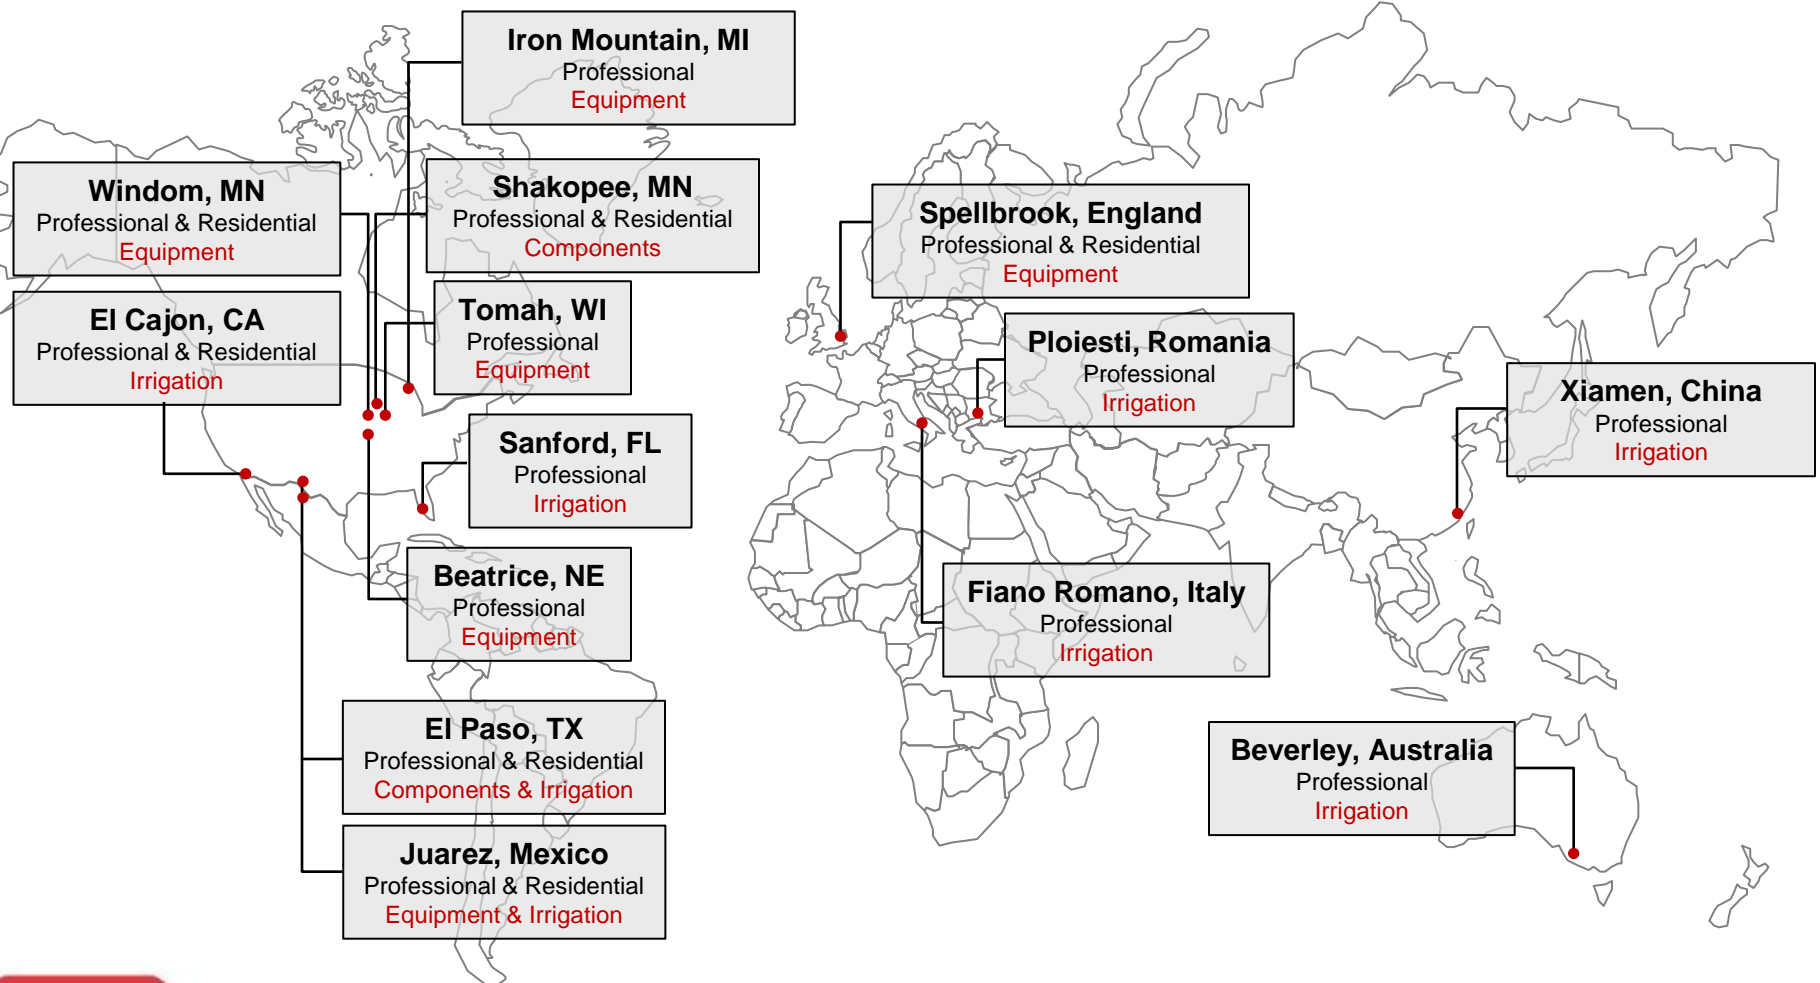 Iron Mountain, MI
Professional
Equipment
Windom, MN
Professional & Residential
Equipment
Shakopee, MN
Professional & Residential
Components
Spellbrook, England
Professional & Residential
Equipment
El Cajon, CA
Professional & Residential
Irrigation
Tomah, WI
Professional
Equipment
Ploiesti, Romania
Professional
Irrigation
Xiamen, China
Professional
Irrigation
Sanford, FL
Professional
Irrigation
Beatrice, NE
Professional
Equipment
Fiano Romano, Italy
Professional
Irrigation
El Paso, TX
Professional & Residential
Components & Irrigation
Beverley, Australia
Professional
Irrigation
Juarez, Mexico
Professional & Residential
Equipment & Irrigation